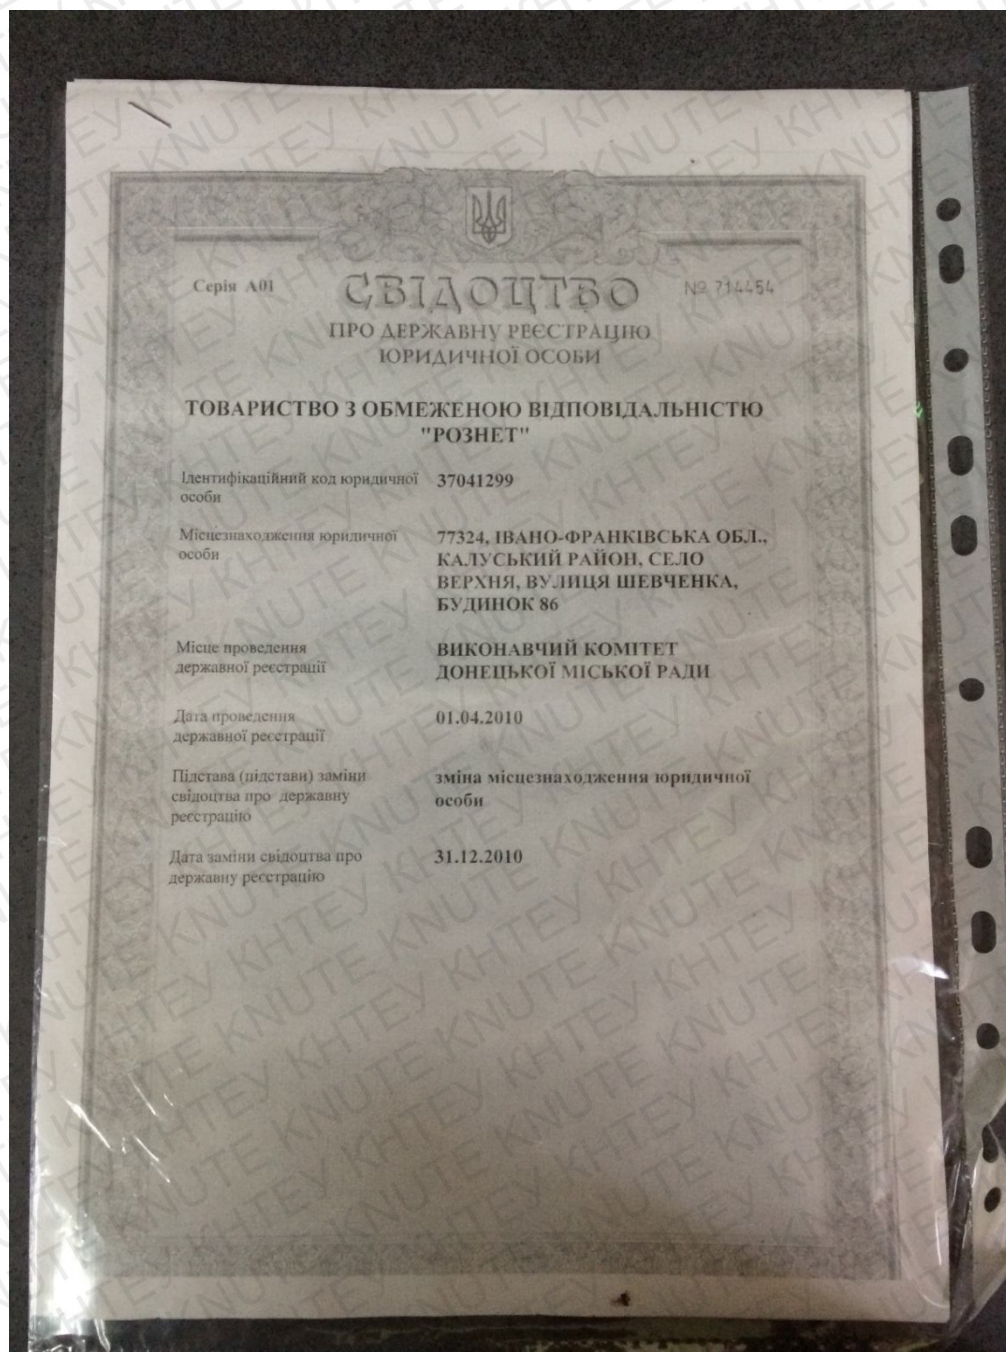 Серія А01
№ 714454
СВІДОЦТВО
ПРО ДЕРЖАВНУ РЕЄСТРАЦІЮ
ЮРИДИЧНОЇ ОСОБИ
ТОВАРИСТВО З ОБМЕЖЕНОЮ ВІДПОВІДАЛЬНІСТЮ
"РОЗНЕТ"
Ідентифікаційний код юридичної
особи
37041299
Місцезнаходження юридичної
особи
77324, ІВАНО-ФРАНКІВСЬКА ОБЛ.,
КАЛУСЬКИЙ РАЙОН, СЕЛО
ВЕРХНЯ, ВУЛИЦЯ ШЕВЧЕНКА,
БУДИНОК 86
Місце проведення
державної реєстрації
ВИКОНАВЧИЙ КОМІТЕТ
ДОНЕЦЬКОЇ МІСЬКОЇ РАДИ
Дата проведення
державної реєстрації
01.04.2010
Підстава (підстави) заміни
свідоцтва про державну
реєстрацію
зміна місцезнаходження юридичної
особи
Дата заміни свідоцтва про
державну реєстрацію
31.12.2010
KNUTE KHTEY